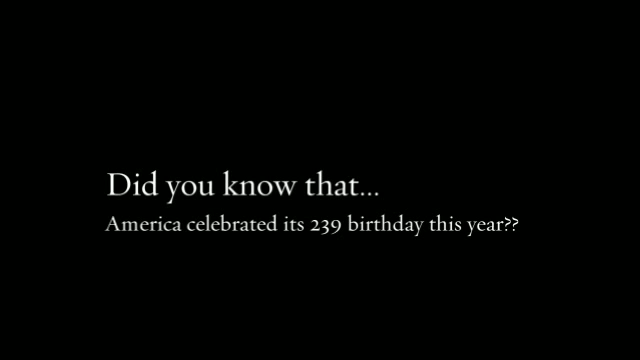 Did you know that...
America celebrated its 239 birthday this year??